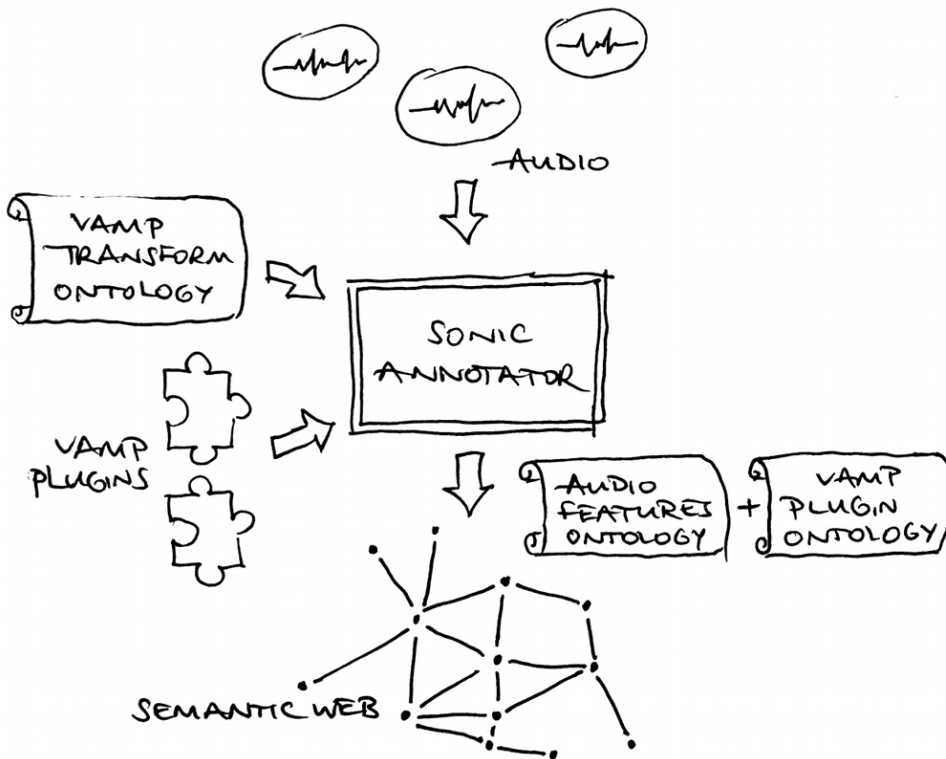 AUDIO
VAMP
TRANSFORM
ONTOLOGY
SONIC
ANNOTATOR
VAMP
PLUGINS
AUDIO
FEATURES
ONTOLOGY
+
VAMP
PLUGIN
ONTOLOGY
SEMANTIC WEB